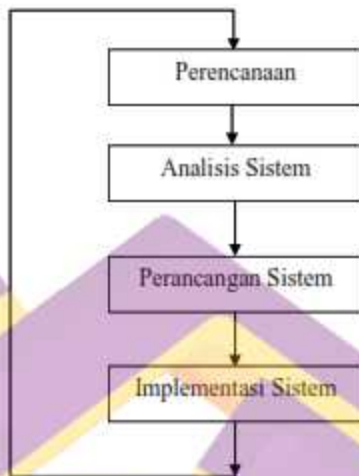 Perencanaan
Analisis Sistem
Perancangan Sistem
Implementasi Sistem